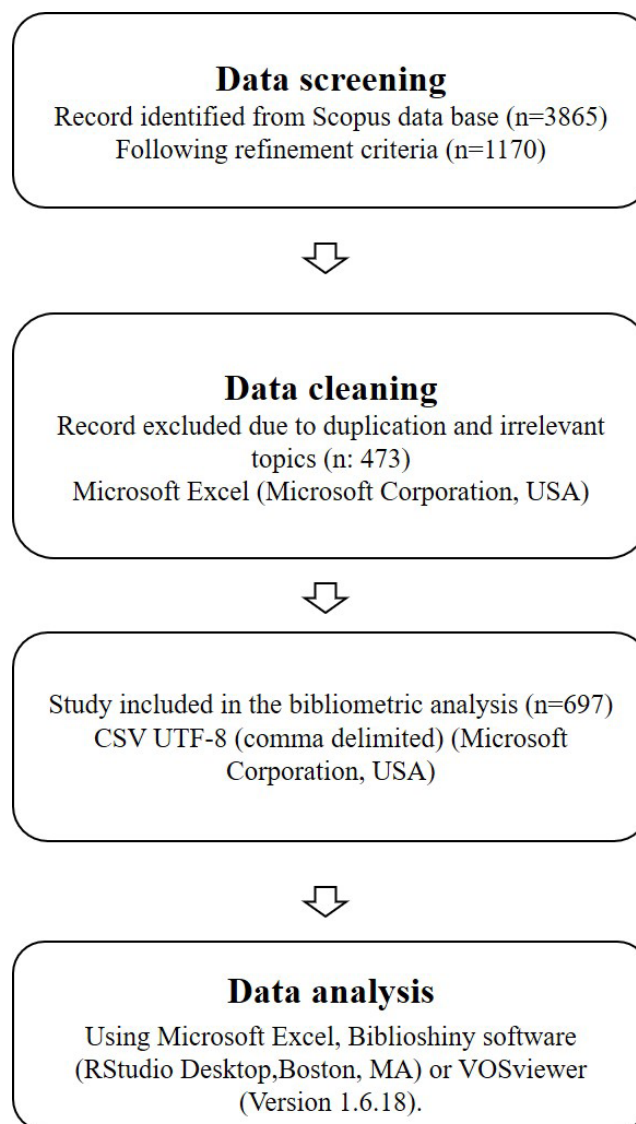 Data screening
Record identified from Scopus data base (n=3865)
Following refinement criteria (n=1170)
Data cleaning
Record excluded due to duplication and irrelevant
topics (n: 473)
Microsoft Excel (Microsoft Corporation, USA)
Study included in the bibliometric analysis (n=697)
CSV UTF-8 (comma delimited) (Microsoft
Corporation, USA)
Data analysis
Using Microsoft Excel, Biblioshiny software
(RStudio Desktop,Boston, MA) or VOSviewer
(Version 1.6.18).